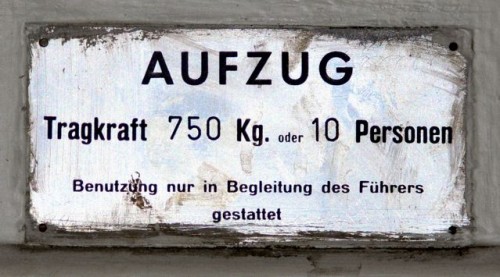 AUFZUG
Tragkraft 750 Kg. oder 10 Personen
Benutzung nur in Begleitung des Führers
gestattet